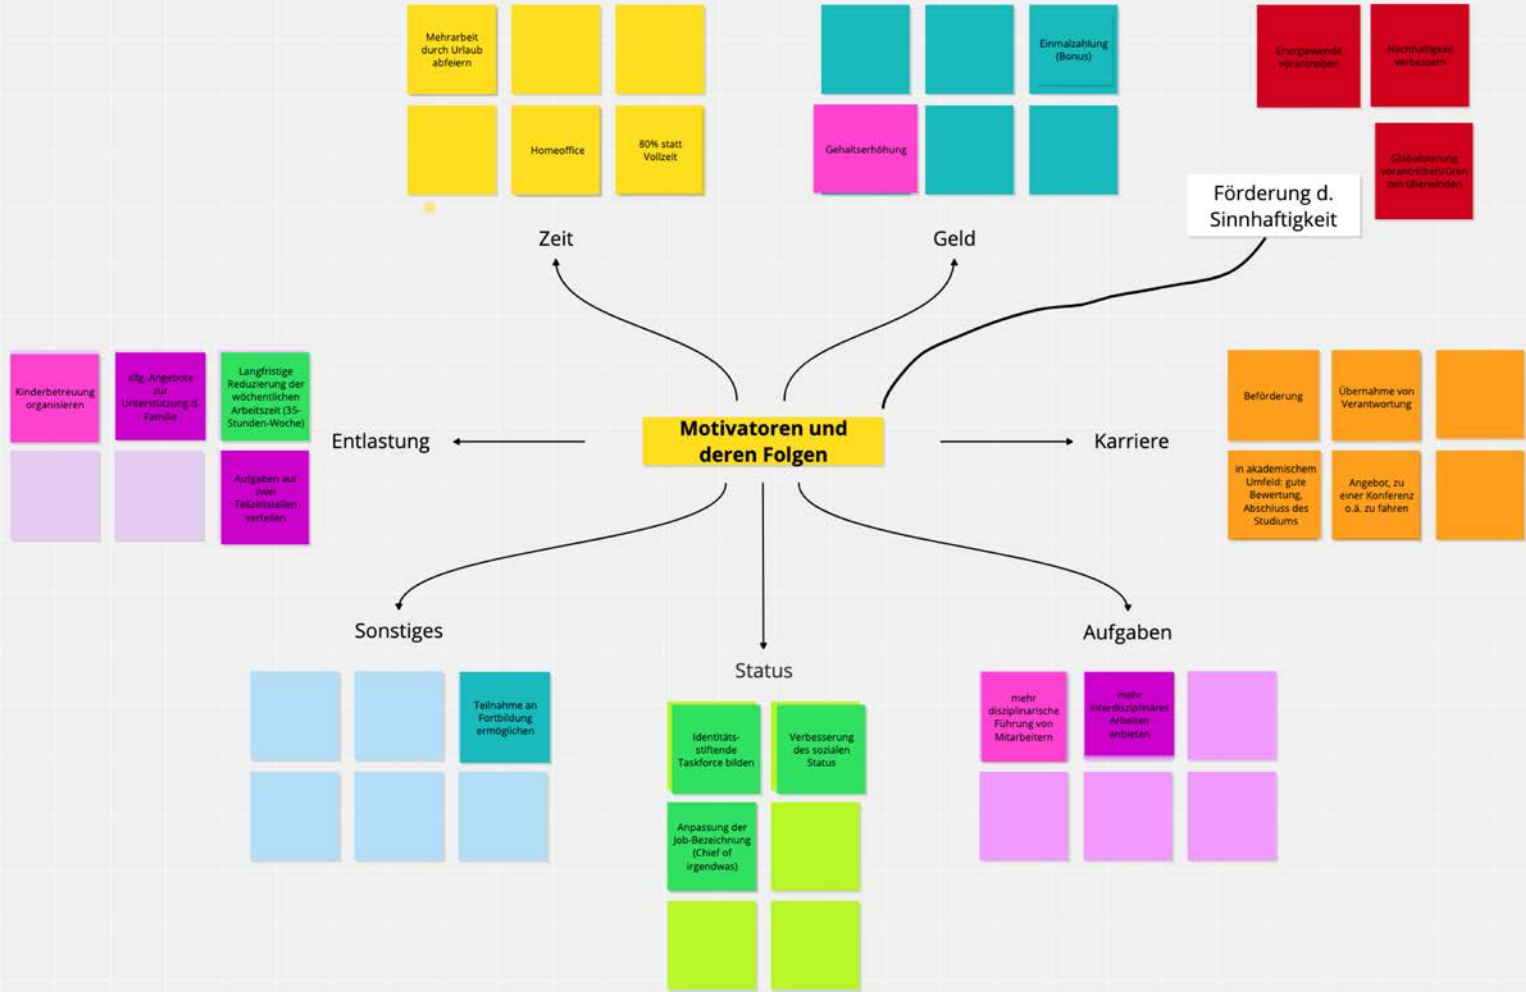 Mehrarbeit
durch Urlaub
abfeiern
Homeoffice
80% statt
Vollzeit
Zeit
Einmalzahlung
(Bonus)
Gehaltserhöhung
Geld
Energiewende
vorantreiben
Nachhaltigkeit
verbessern
Globalisierung
vorantreiben/Gren
zen überwinden
Förderung d.
Sinnhaftigkeit
Kinderbetreuung
organisieren
allg. Angebote
zur
Unterstützung d.
Familie
Langfristige
Reduzierung der
wöchentlichen
Arbeitszeit (35-
Stunden-Woche)
Aufgaben auf
zwei
Teilzeitstellen
verteilen
Entlastung
Motivatoren und
deren Folgen
Karriere
Beförderung
Übernahme von
Verantwortung
in akademischem
Umfeld: gute
Bewertung,
Abschluss des
Studiums
Angebot, zu
einer Konferenz
o.ä. zu fahren
Sonstiges
Teilnahme an
Fortbildung
ermöglichen
Status
Identitäts-
stiftende
Taskforce bilden
Verbesserung
des sozialen
Status
Anpassung der
Job-Bezeichnung
(Chief of
irgendwas)
Aufgaben
mehr
disziplinarische
Führung von
Mitarbeitern
mehr
interdisziplinäres
Arbeiten
anbieten